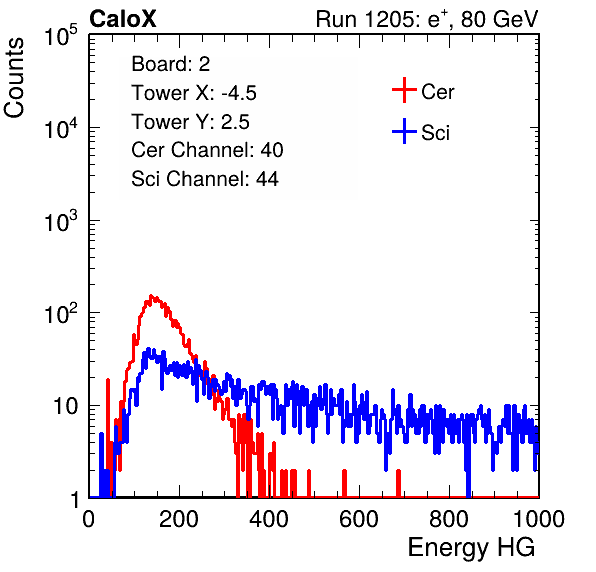 CaloX Run 1205: e⁺, 80 GeV
Counts
Board: 2
Tower X: -4.5
Tower Y: 2.5
Cer Channel: 40
Sci Channel: 44
Cer
Sci
10⁵
10⁴
10³
10²
10
1
0 200 400 600 800 1000
Energy HG